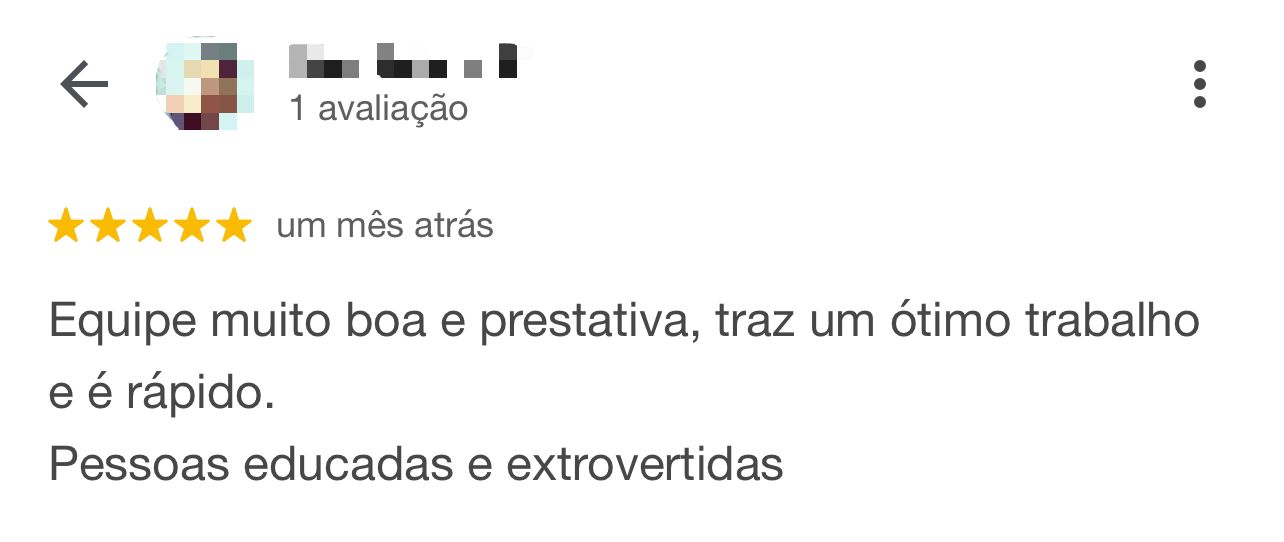 1 avaliação
um mês atrás
Equipe muito boa e prestativa, traz um ótimo trabalho
e é rápido.
Pessoas educadas e extrovertidas